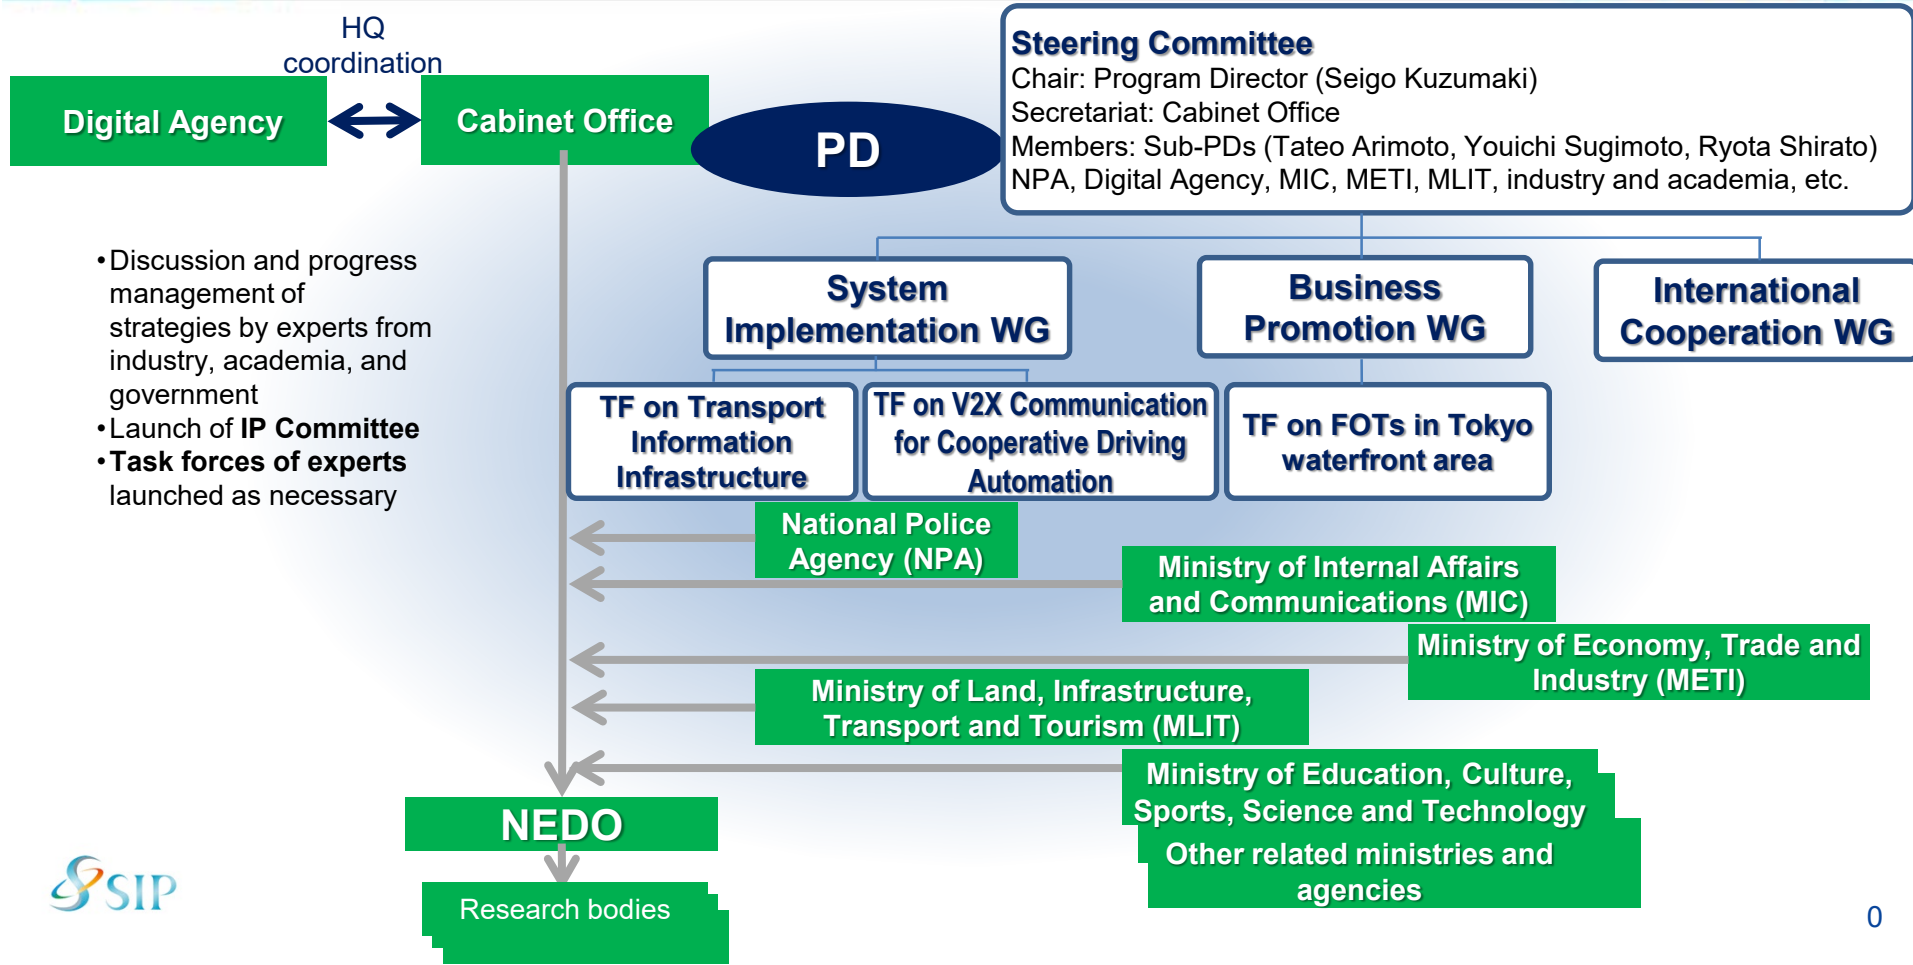 HQ
coordination
Digital Agency
Cabinet Office
PD
Steering Committee
Chair: Program Director (Seigo Kuzumaki)
Secretariat: Cabinet Office
Members: Sub-PDs (Tateo Arimoto, Youichi Sugimoto, Ryota Shirato)
NPA, Digital Agency, MIC, METI, MLIT, industry and academia, etc.
•Discussion and progress
management of
strategies by experts from
industry, academia, and
government
•Launch of IP Committee
•Task forces of experts
launched as necessary
System
Implementation WG
Business
Promotion WG
International
Cooperation WG
TF on Transport
Information
Infrastructure
TF on V2X Communication
for Cooperative Driving
Automation
TF on FOTs in Tokyo
waterfront area
National Police
Agency (NPA)
Ministry of Internal Affairs
and Communications (MIC)
Ministry of Economy, Trade and
Industry (METI)
Ministry of Land, Infrastructure,
Transport and Tourism (MLIT)
Ministry of Education, Culture,
Sports, Science and Technology
Other related ministries and
agencies
NEDO
Research bodies
SIP
0